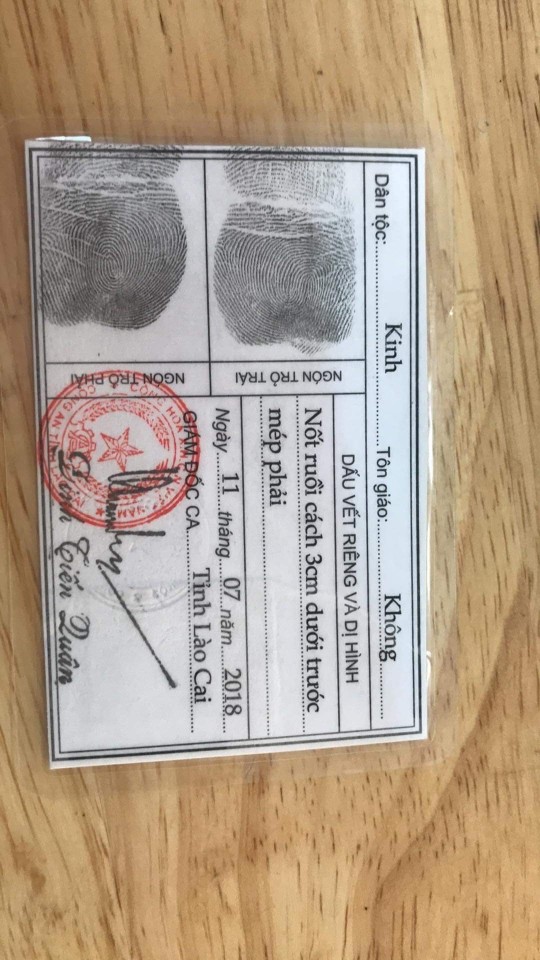 Dân tộc: Kinh Tôn giáo: Không
NGÓN TRỎ TRÁI
NGÓN TRỎ PHẢI
DẤU VẾT RIÊNG VÀ DỊ HÌNH
Nốt ruồi cách 3cm dưới trước
mép phải
Ngày 11 tháng 07 năm 2018
GIÁM ĐỐC CA Tỉnh Lào Cai
Tiến Quân